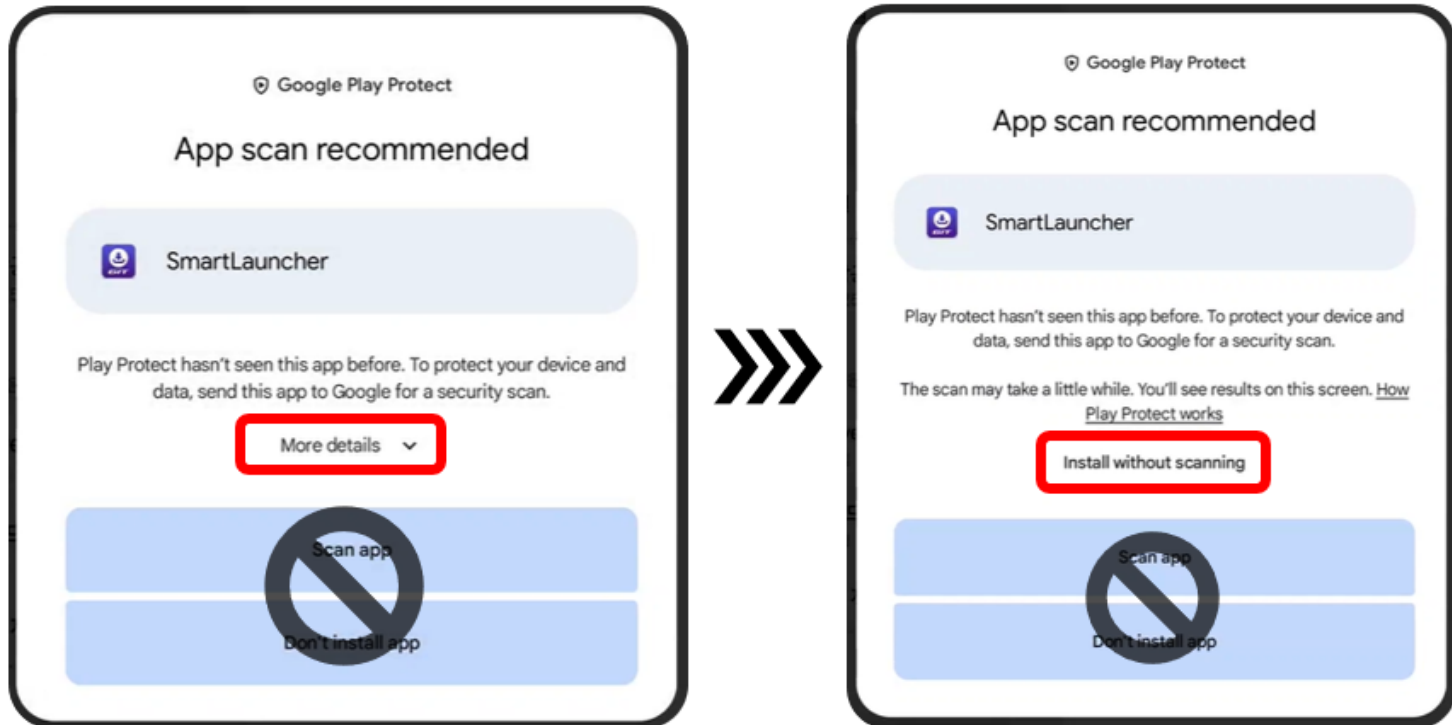 Google Play Protect
App scan recommended
SmartLauncher
Play Protect hasn't seen this app before. To protect your device and
data, send this app to Google for a security scan.
More details
Scan app
Don't install app
Google Play Protect
App scan recommended
SmartLauncher
Play Protect hasn't seen this app before. To protect your device and
data, send this app to Google for a security scan.
The scan may take a little while. You'll see results on this screen. How
Play Protect works
Install without scanning
Scan app
Don't install app